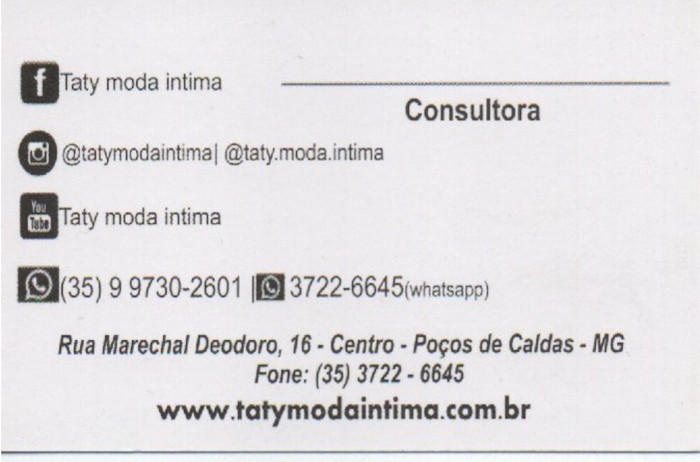 Taty moda intima
Consultora
@tatymodaintima| @taty.moda.intima
You Tube Taty moda intima
(35) 9 9730-2601 | 3722-6645(whatsapp)
Rua Marechal Deodoro, 16 - Centro - Poços de Caldas - MG
Fone: (35) 3722 - 6645
www.tatymodaintima.com.br